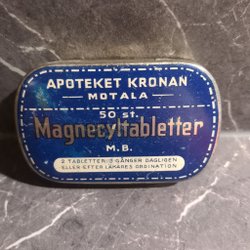 APOTEKET KRONAN
MOTALA
50 st.
Magnecyltabletter
M.B.
2 TABLETTER 3 GÅNGER DAGLIGEN
ELLER EFTER LÄKARES ORDINATION